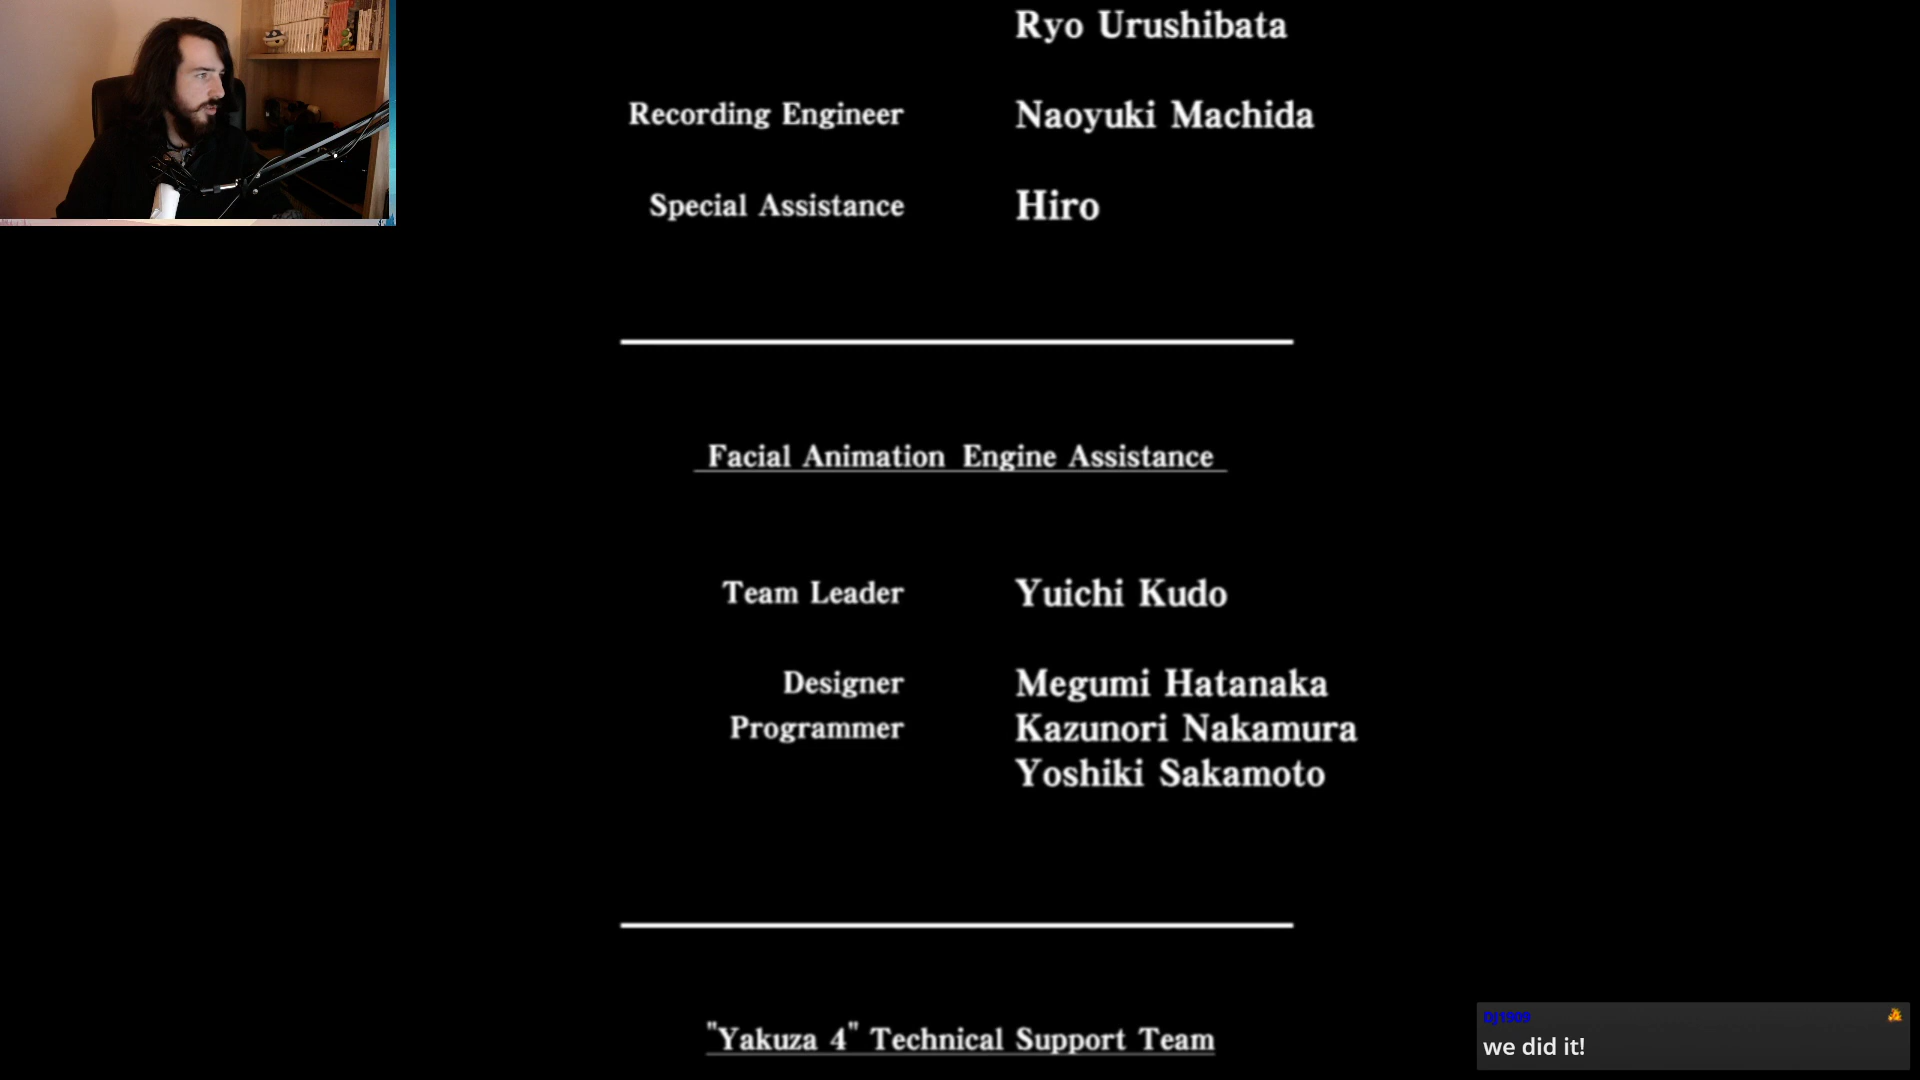 Ryo Urushibata
Recording Engineer Naoyuki Machida
Special Assistance Hiro
Facial Animation Engine Assistance
Team Leader Yuichi Kudo
Designer Megumi Hatanaka
Programmer Kazunori Nakamura
Yoshiki Sakamoto
"Yakuza 4" Technical Support Team
DJ1909
we did it!